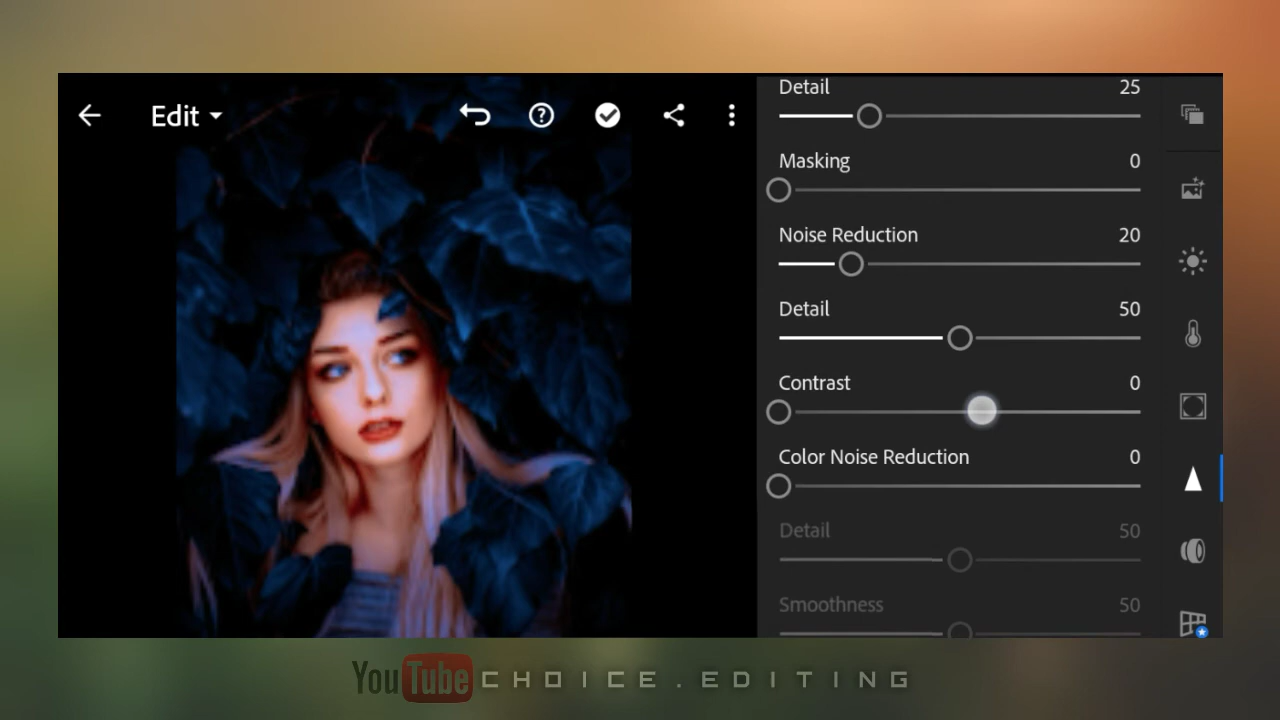 Edit
Detail 25
Masking 0
Noise Reduction 20
Detail 50
Contrast 0
Color Noise Reduction 0
Detail 50
Smoothness 50
YouTube CHOICE.EDITING